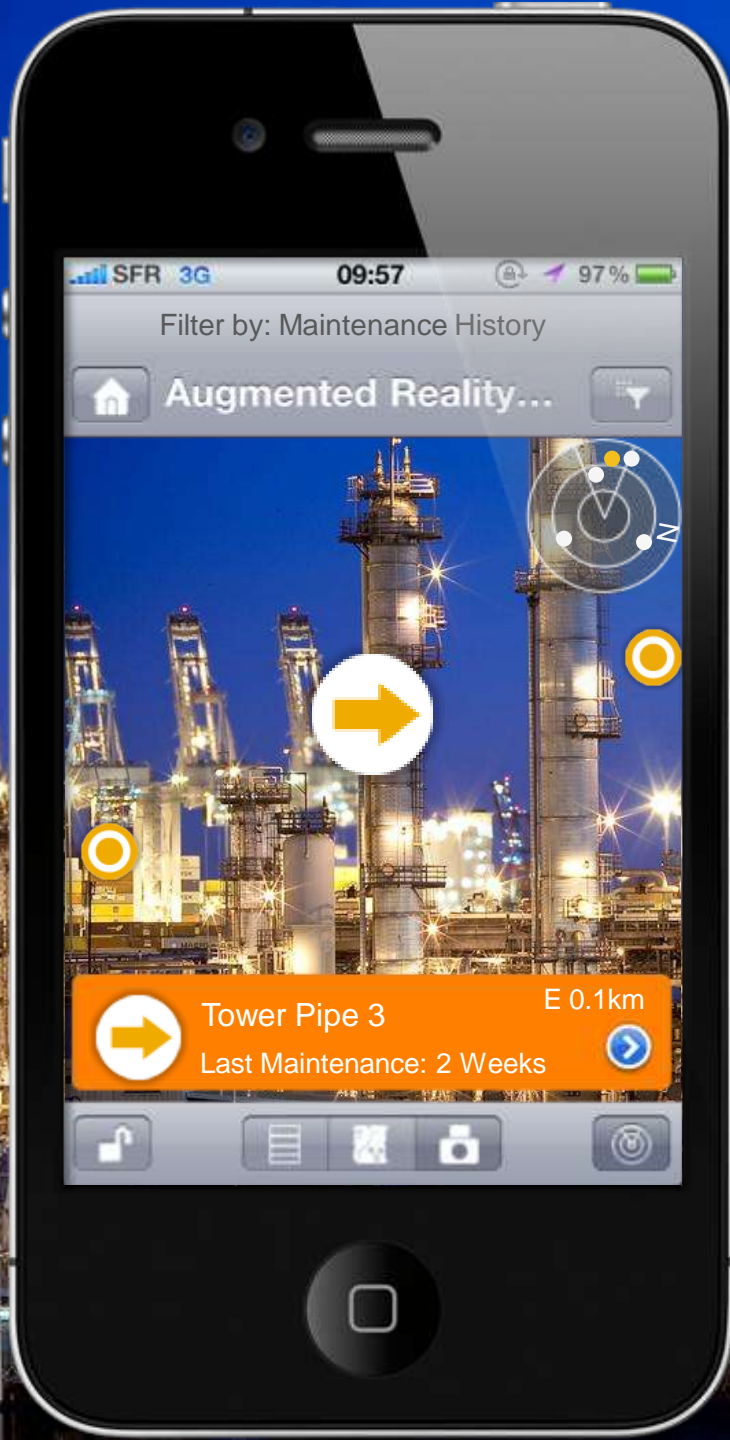 SFR 3G 09:57 97%
Filter by: Maintenance History
Augmented Reality...
N
Tower Pipe 3
E 0.1km
Last Maintenance: 2 Weeks